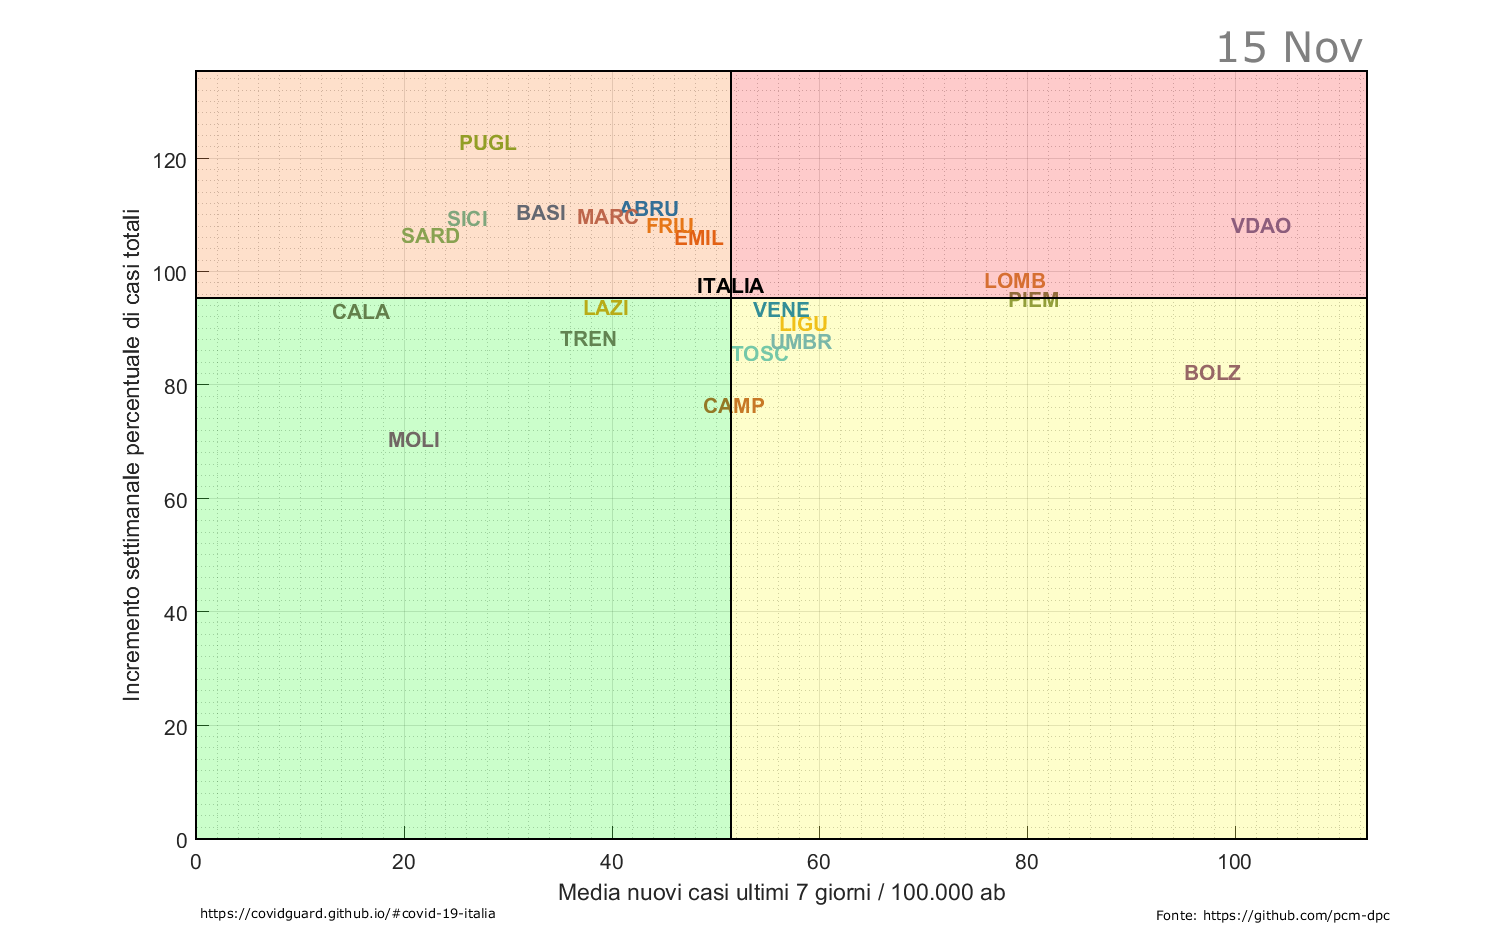 15 Nov
PUGL
120
SICI
BASI
MARC
ABRU
FRIU
EMIL
SARD
VDAO
100
ITALIA
LOMB
PIEM
CALA
LAZI
VENE
LIGU
TREN
UMBR
TOSC
BOLZ
80
CAMP
MOLI
60
40
20
0
Incremento settimanale percentuale di casi totali
0 20 40 60 80 100
Media nuovi casi ultimi 7 giorni / 100.000 ab
https://covidguard.github.io/#covid-19-italia
Fonte: https://github.com/pcm-dpc